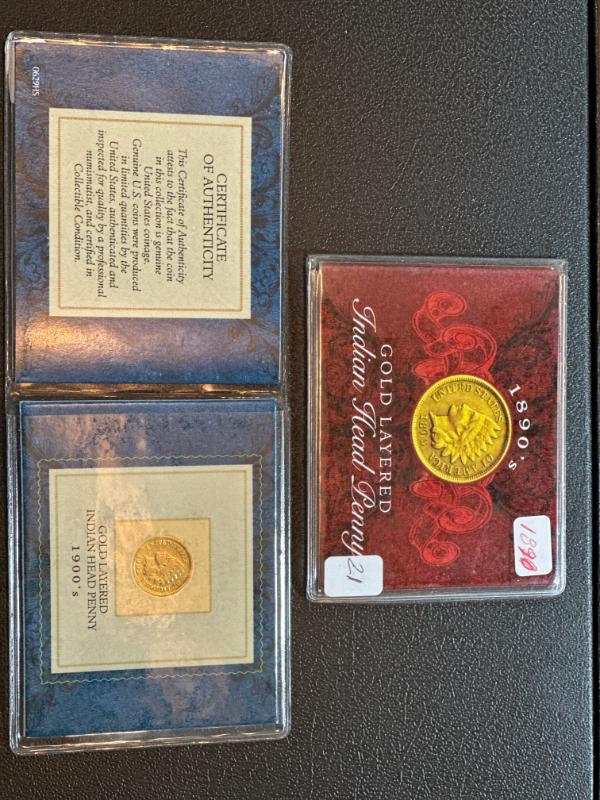 0629HS
CERTIFICATE
OF AUTHENTICITY
This Certificate of Authenticity
attests to the fact that the coin
in this collection is genuine
United States coinage.
Genuine U.S. coins were produced
in limited quantities by the
United States, authenticated and
inspected for quality by a professional
numismatist, and certified in
Collectible Condition.
GOLD LAYERED
INDIAN HEAD PENNY
1900's
1890's
UNITED STATES
OF AMERICA
GOLD LAYERED
Indian Head Penny
1890
21